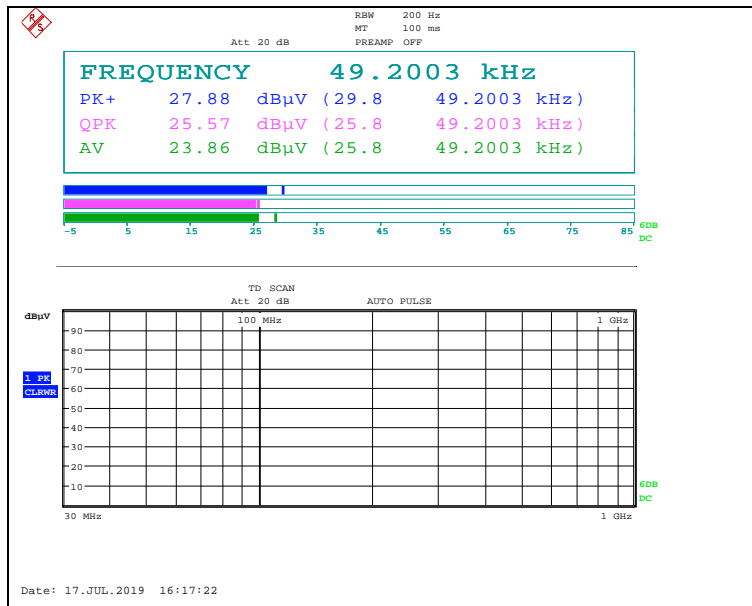 R S
RBW 200 Hz
MT 100 ms
Att 20 dB PREAMP OFF
FREQUENCY 49.2003 kHz
PK+ 27.88 dBµV (29.8 49.2003 kHz)
QPK 25.57 dBµV (25.8 49.2003 kHz)
AV 23.86 dBµV (25.8 49.2003 kHz)
-5 5 15 25 35 45 55 65 75 85
6DB
DC
TD SCAN
Att 20 dB AUTO PULSE
dBµV
100 MHz 1 GHz
90
80
70
1 PK
60
CLRWR
50
40
30
20
10
6DB
DC
30 MHz 1 GHz
Date: 17.JUL.2019 16:17:22